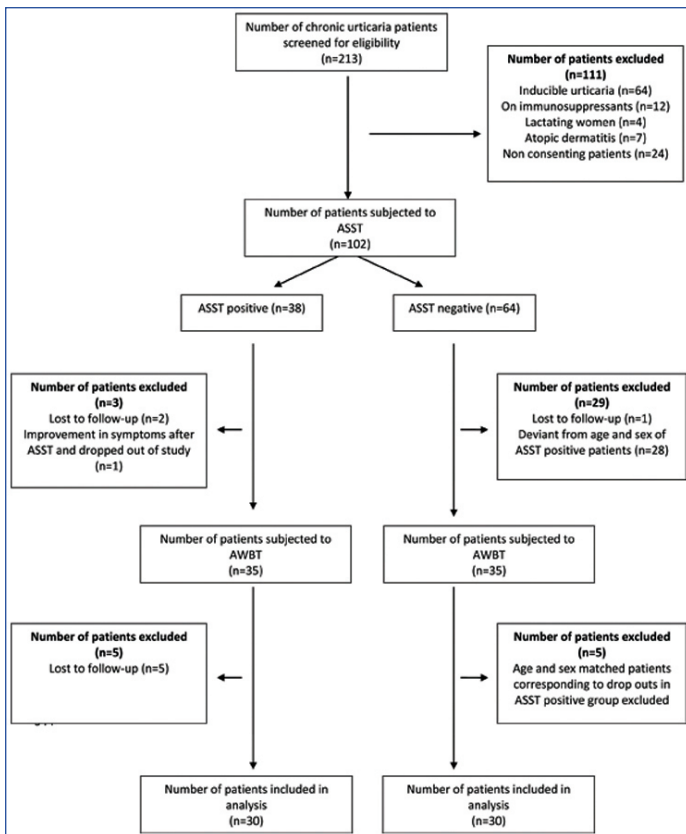 Number of chronic urticaria patients
screened for eligibility
(n=213)
Number of patients excluded
(n=111)
Inducible urticaria (n=64)
On immunosuppressants (n=12)
Lactating women (n=4)
Atopic dermatitis (n=7)
Non consenting patients (n=24)
Number of patients subjected to
ASST
(n=102)
ASST positive (n=38)
ASST negative (n=64)
Number of patients excluded
(n=3)
Lost to follow-up (n=2)
Improvement in symptoms after
ASST and dropped out of study
(n=1)
Number of patients excluded
(n=29)
Lost to follow-up (n=1)
Deviant from age and sex of
ASST positive patients (n=28)
Number of patients subjected to
AWBT
(n=35)
Number of patients subjected to
AWBT
(n=35)
Number of patients excluded
(n=5)
Lost to follow-up (n=5)
Number of patients excluded
(n=5)
Age and sex matched patients
corresponding to drop outs in
ASST positive group excluded
Number of patients included in
analysis
(n=30)
Number of patients included in
analysis
(n=30)